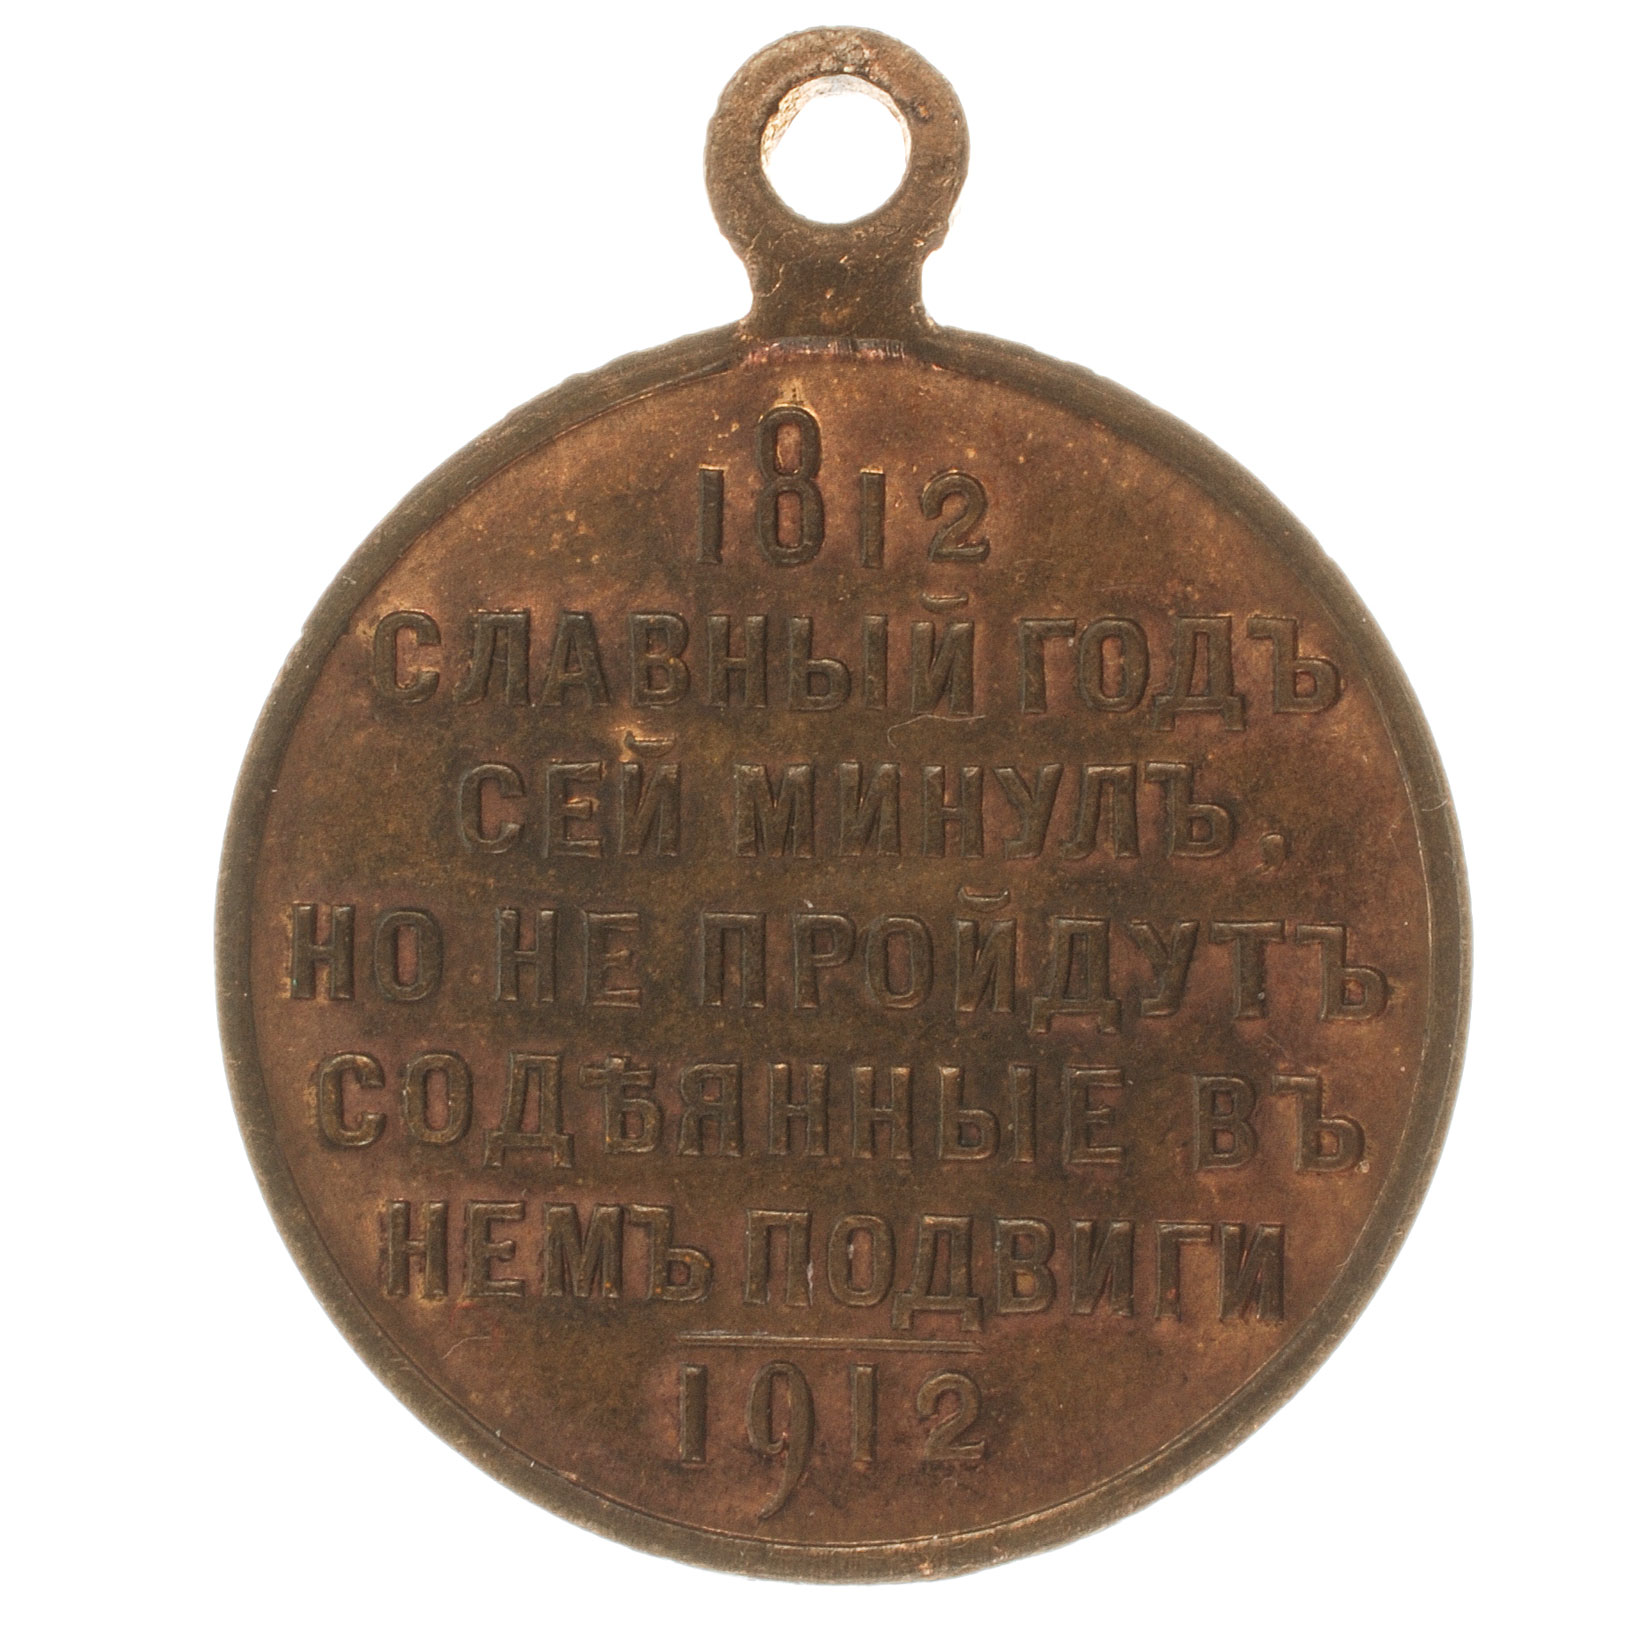 1812
СЛАВНЫЙ ГОДЪ
СЕЙ МИНУЛЪ,
НО НЕ ПРОЙДУТЪ
СОДѢЯННЫЕ ВЪ
НЕМЪ ПОДВИГИ
1912